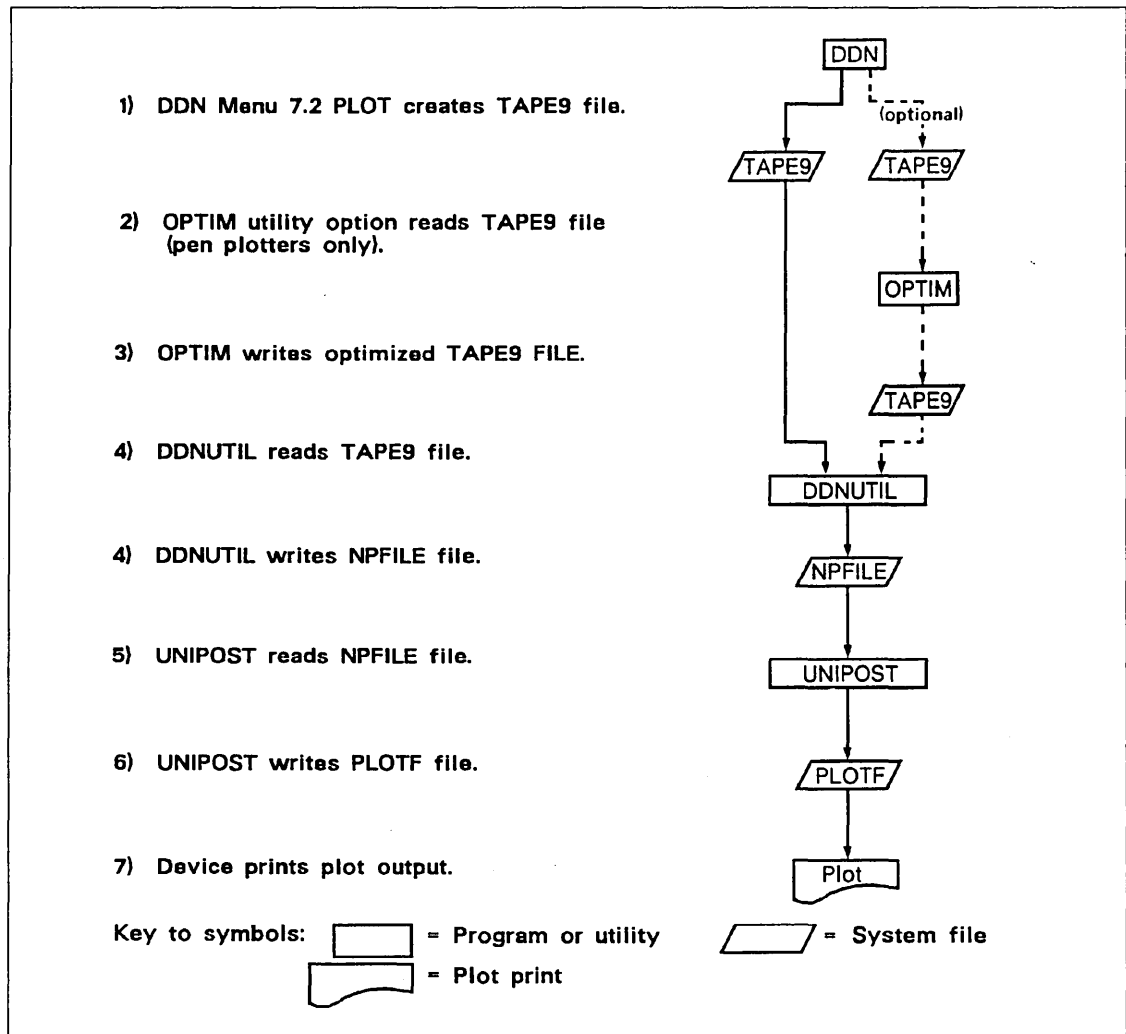 DDN
1) DDN Menu 7.2 PLOT creates TAPE9 file.
(optional)
TAPE9
TAPE9
2) OPTIM utility option reads TAPE9 file
(pen plotters only).
OPTIM
3) OPTIM writes optimized TAPE9 FILE.
TAPE9
4) DDNUTIL reads TAPE9 file.
DDNUTIL
4) DDNUTIL writes NPFILE file.
NPFILE
5) UNIPOST reads NPFILE file.
UNIPOST
6) UNIPOST writes PLOTF file.
PLOTF
7) Device prints plot output.
Plot
Key to symbols: = Program or utility = System file
= Plot print